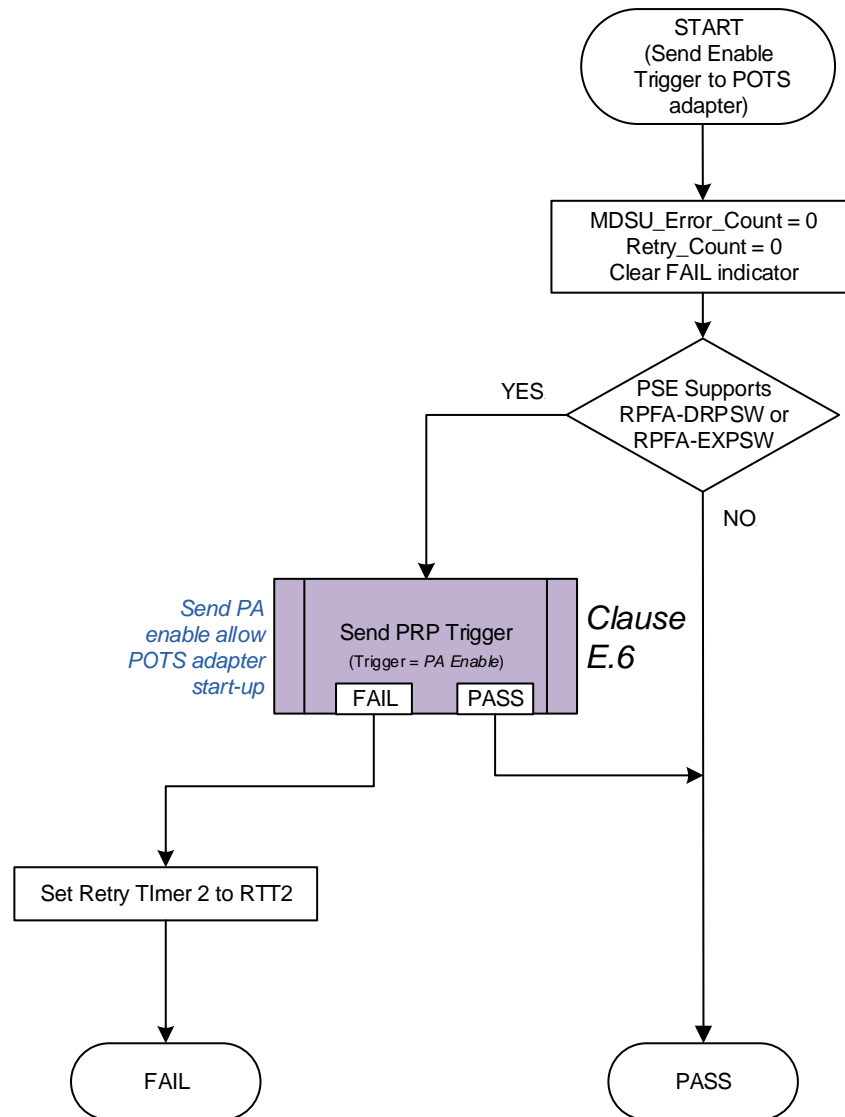 START
(Send Enable
Trigger to POTS
adapter)
MDSU_Error_Count = 0
Retry_Count = 0
Clear FAIL indicator
YES
PSE Supports
RPFA-DRPSW or
RPFA-EXPSW
NO
Send PA
enable allow
POTS adapter
start-up
Send PRP Trigger
(Trigger = PA Enable)
FAIL
PASS
Clause
E.6
Set Retry TImer 2 to RTT2
FAIL
PASS